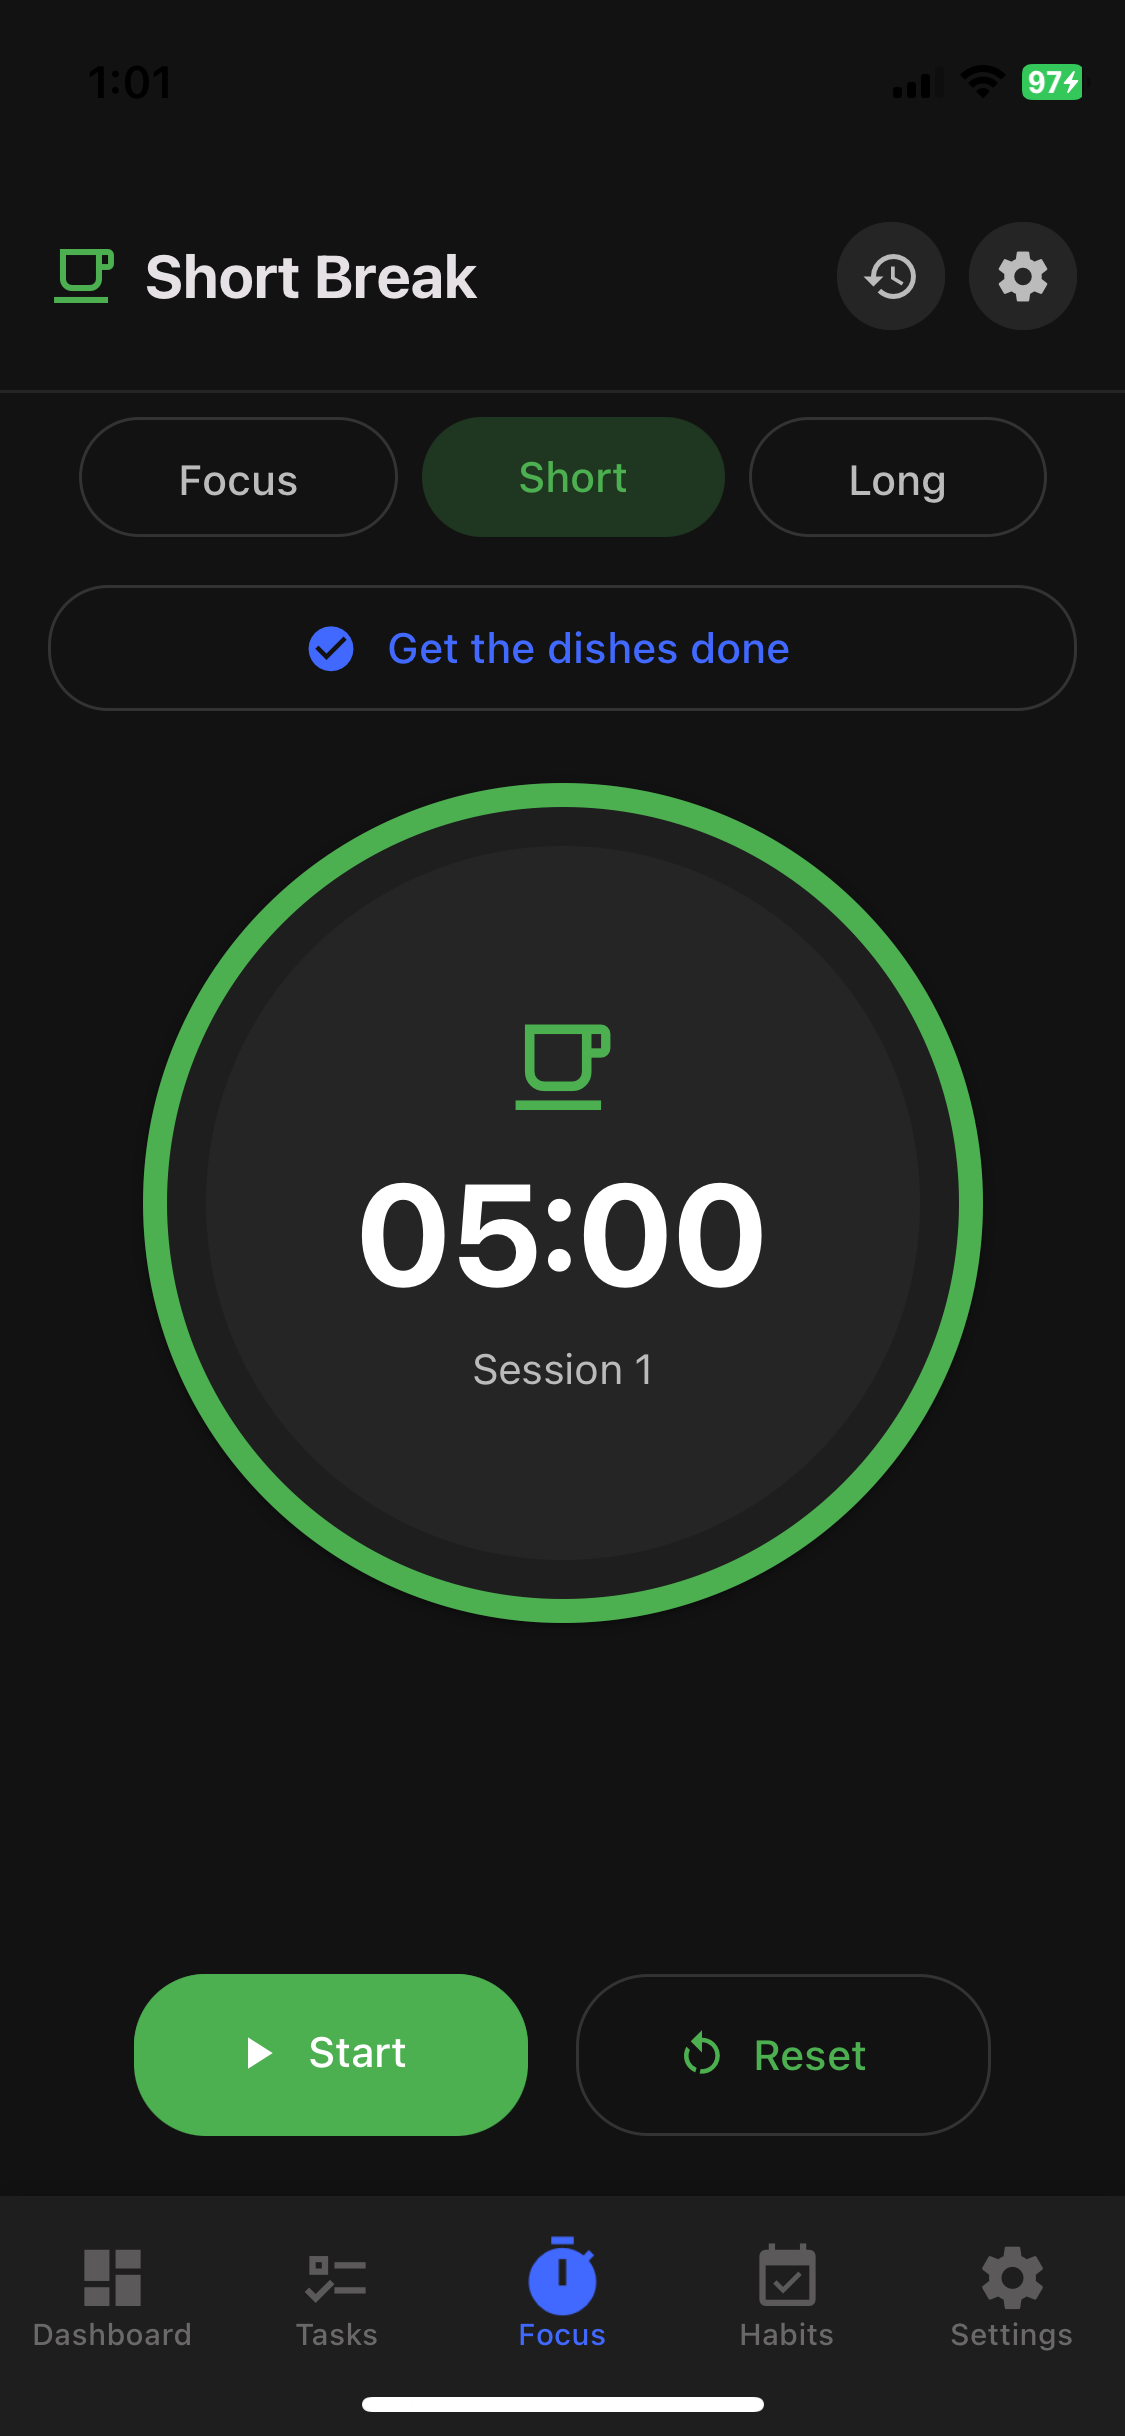 1:01
97
Short Break
Focus
Short
Long
Get the dishes done
05:00
Session 1
Start
Reset
Dashboard
Tasks
Focus
Habits
Settings